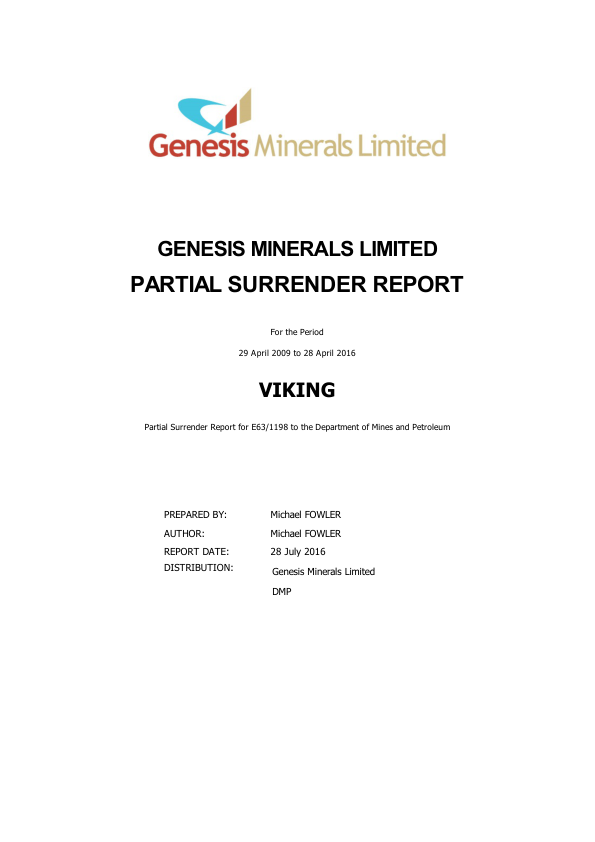 Genesis Minerals Limited
GENESIS MINERALS LIMITED
PARTIAL SURRENDER REPORT
For the Period
29 April 2009 to 28 April 2016
VIKING
Partial Surrender Report for E63/1198 to the Department of Mines and Petroleum
PREPARED BY: Michael FOWLER
AUTHOR: Michael FOWLER
REPORT DATE: 28 July 2016
DISTRIBUTION: Genesis Minerals Limited
DMP